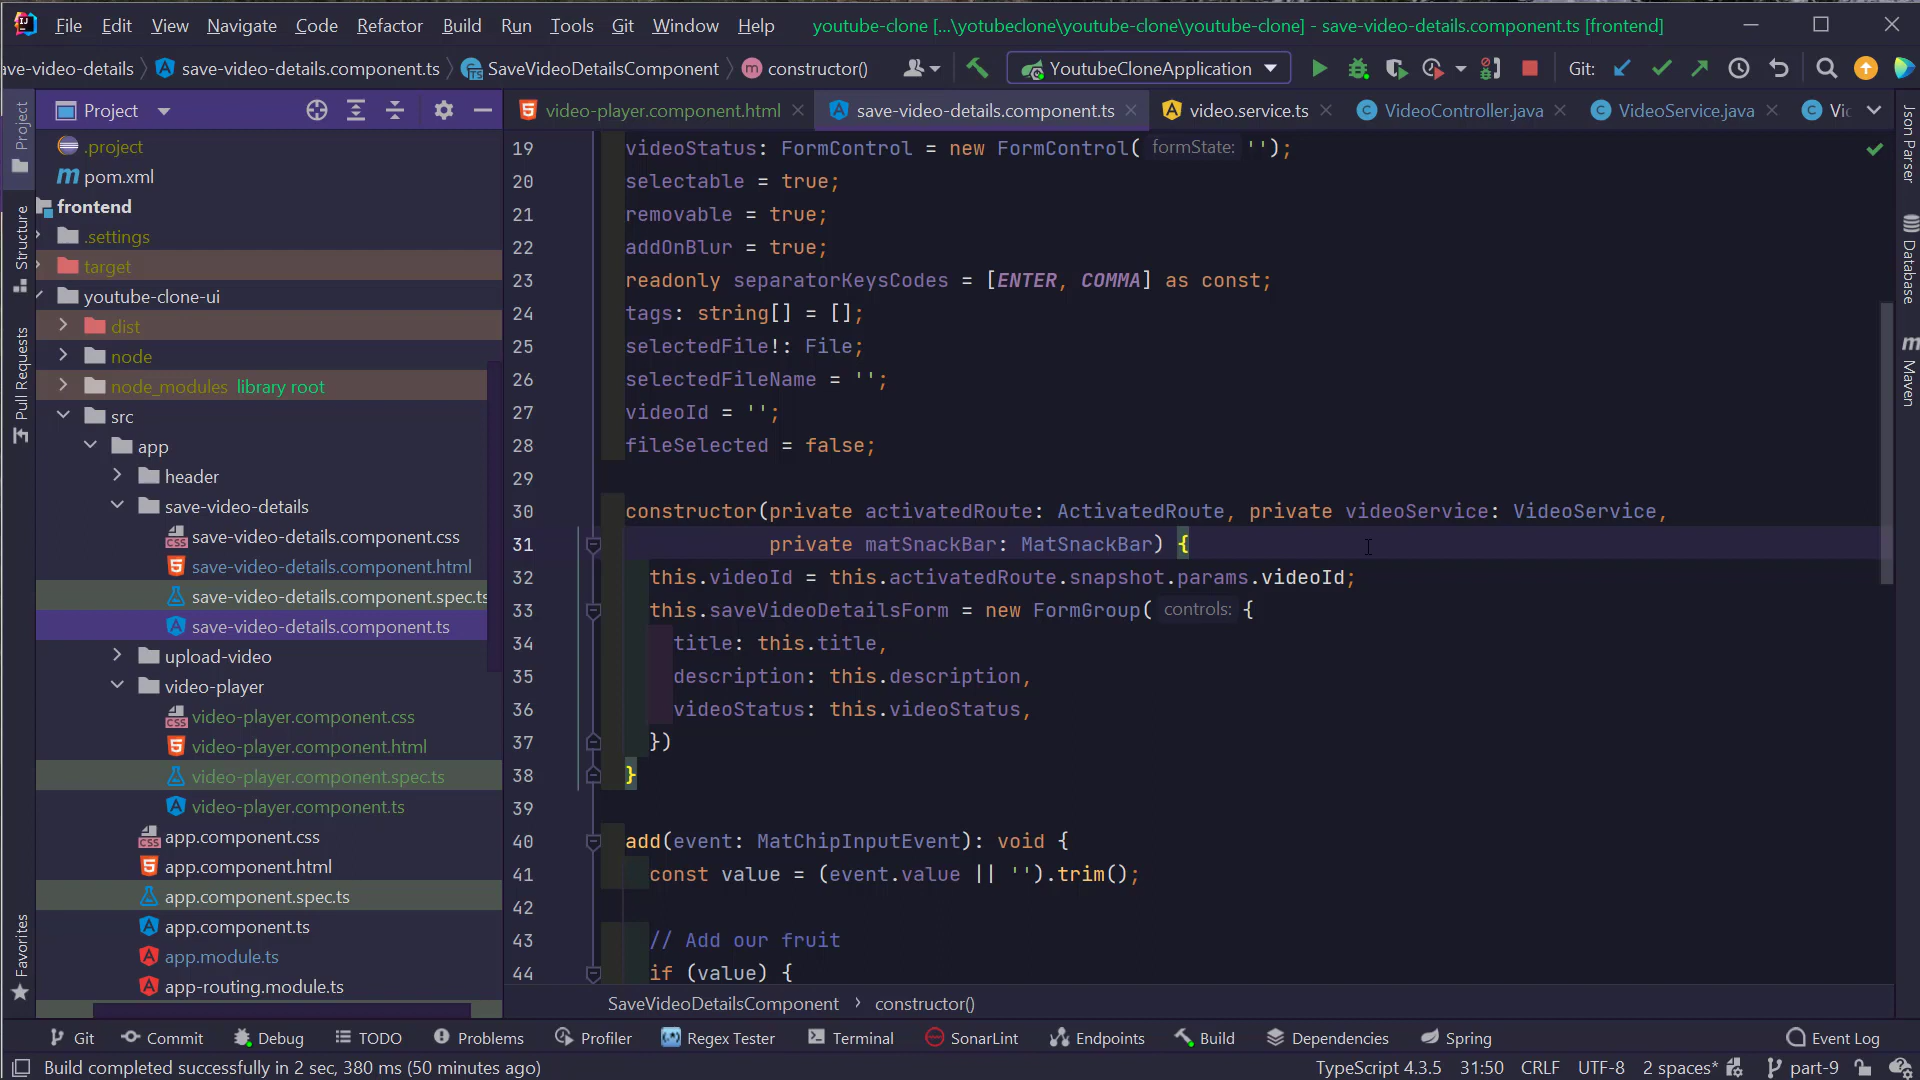 File Edit View Navigate Code Refactor Build Run Tools Git Window Help youtube-clone [...\yotubeclone\youtube-clone\youtube-clone] - save-video-details.component.ts [frontend]
ave-video-details save-video-details.component.ts SaveVideoDetailsComponent constructor() YoutubeCloneApplication Git:
Project
video-player.component.html save-video-details.component.ts video.service.ts VideoController.java VideoService.java Vi
Project
Structure
Pull Requests
Favorites
.project
pom.xml
frontend
.settings
target
youtube-clone-ui
dist
node
node_modules library root
src
app
header
save-video-details
save-video-details.component.css
save-video-details.component.html
save-video-details.component.spec.ts
save-video-details.component.ts
upload-video
video-player
video-player.component.css
video-player.component.html
video-player.component.spec.ts
video-player.component.ts
app.component.css
app.component.html
app.component.spec.ts
app.component.ts
app.module.ts
app-routing.module.ts
19 videoStatus: FormControl = new FormControl( formState: '');
20 selectable = true;
21 removable = true;
22 addOnBlur = true;
23 readonly separatorKeysCodes = [ENTER, COMMA] as const;
24 tags: string[] = [];
25 selectedFile!: File;
26 selectedFileName = '';
27 videoId = '';
28 fileSelected = false;
29
30 constructor(private activatedRoute: ActivatedRoute, private videoService: VideoService,
31 private matSnackBar: MatSnackBar) {
32 this.videoId = this.activatedRoute.snapshot.params.videoId;
33 this.saveVideoDetailsForm = new FormGroup( controls: {
34 title: this.title,
35 description: this.description,
36 videoStatus: this.videoStatus,
37 })
38 }
39
40 add(event: MatChipInputEvent): void {
41 const value = (event.value || '').trim();
42
43 // Add our fruit
44 if (value) {
Json Parser
Database
Maven
SaveVideoDetailsComponent constructor()
Git Commit Debug TODO Problems Profiler Regex Tester Terminal SonarLint Endpoints Build Dependencies Spring Event Log
Build completed successfully in 2 sec, 380 ms (50 minutes ago) TypeScript 4.3.5 31:50 CRLF UTF-8 2 spaces* part-9